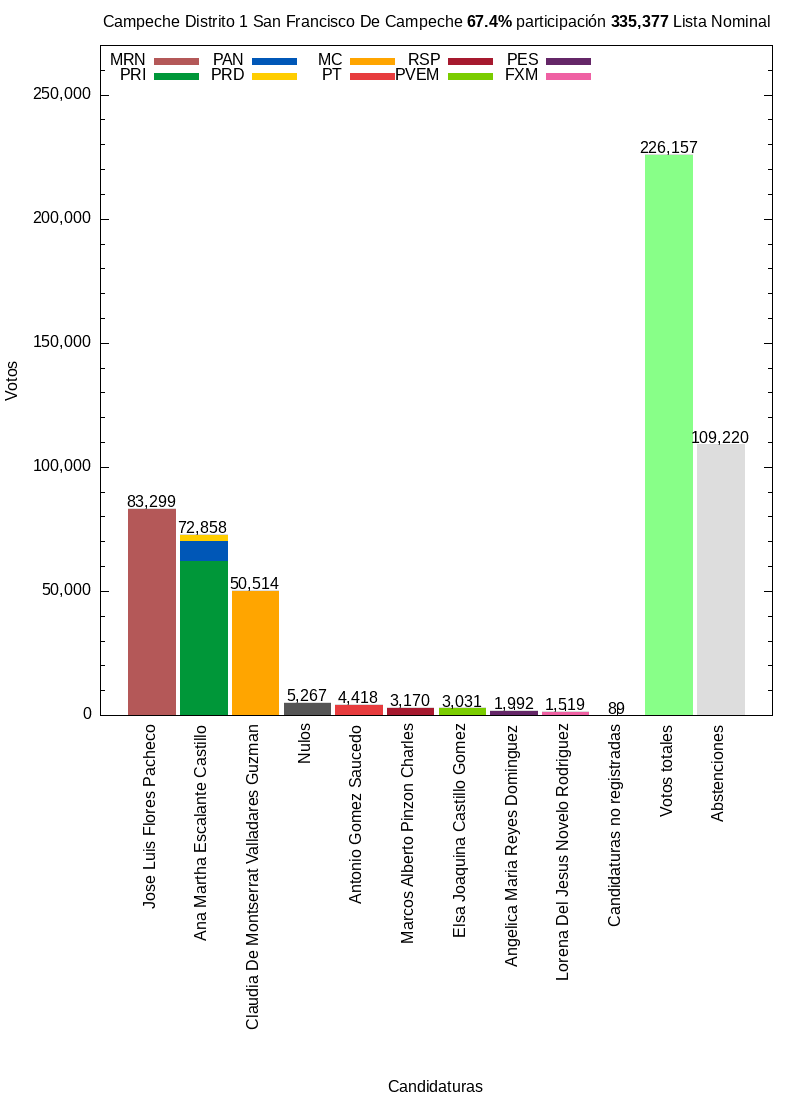 Campeche Distrito 1 San Francisco De Campeche 67.4% participación 335,377 Lista Nominal
MRN PAN MC RSP PES
PRI PRD PT PVEM FXM
250,000
200,000
150,000
100,000
50,000
0
Votos
226,157
109,220
83,299
72,858
50,514
5,267
4,418
3,170
3,031
1,992
1,519
89
Jose Luis Flores Pacheco
Ana Martha Escalante Castillo
Claudia De Montserrat Valladares Guzman
Nulos
Antonio Gomez Saucedo
Marcos Alberto Pinzon Charles
Elsa Joaquina Castillo Gomez
Angelica Maria Reyes Dominguez
Lorena Del Jesus Novelo Rodriguez
Candidaturas no registradas
Votos totales
Abstenciones
Candidaturas